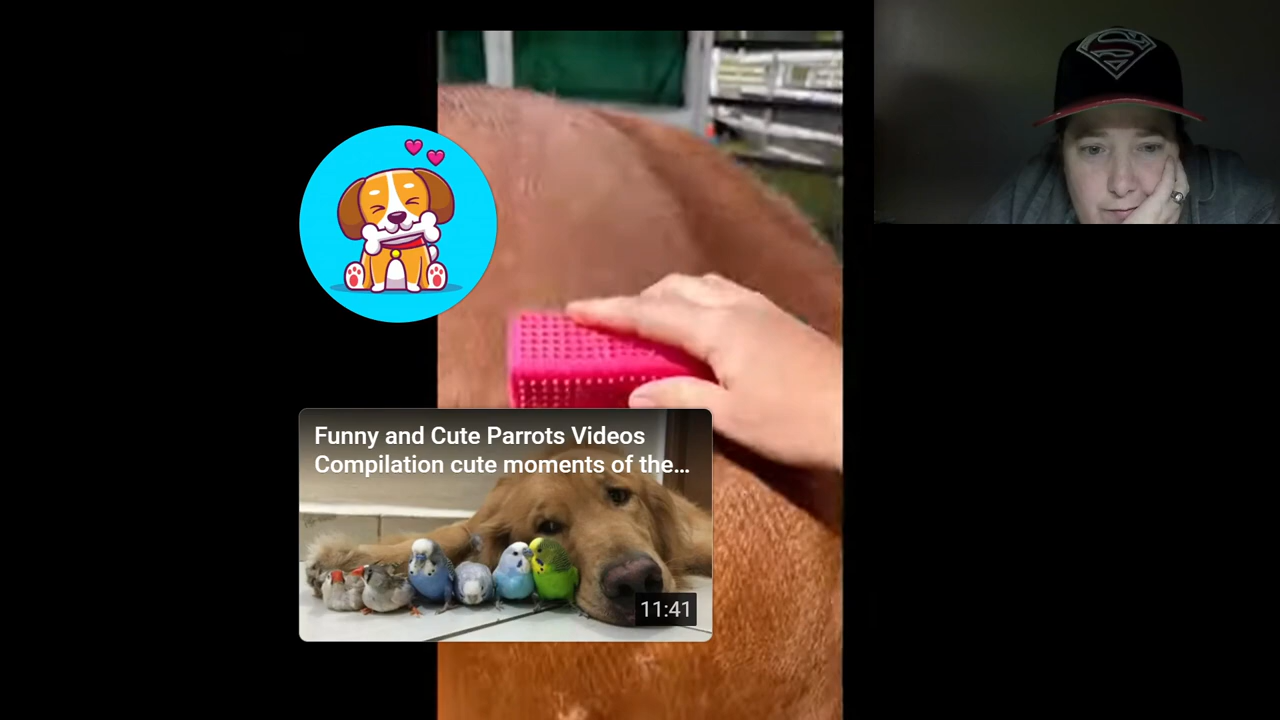 Funny and Cute Parrots Videos
Compilation cute moments of the...
11:41